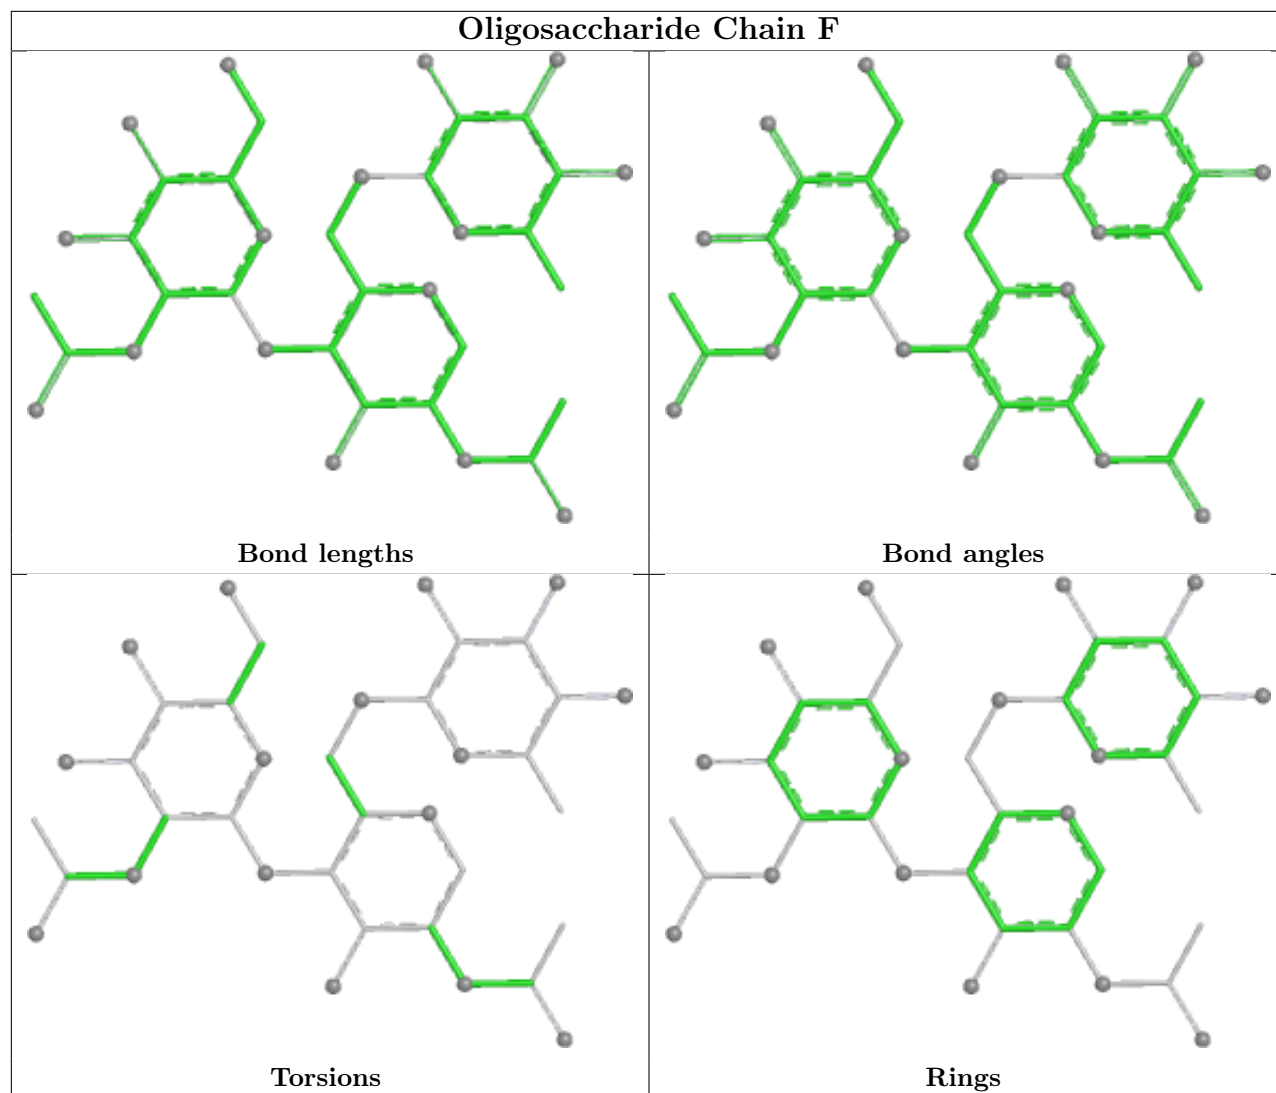 Oligosaccharide Chain F
Bond lengths
Bond angles
Torsions
Rings